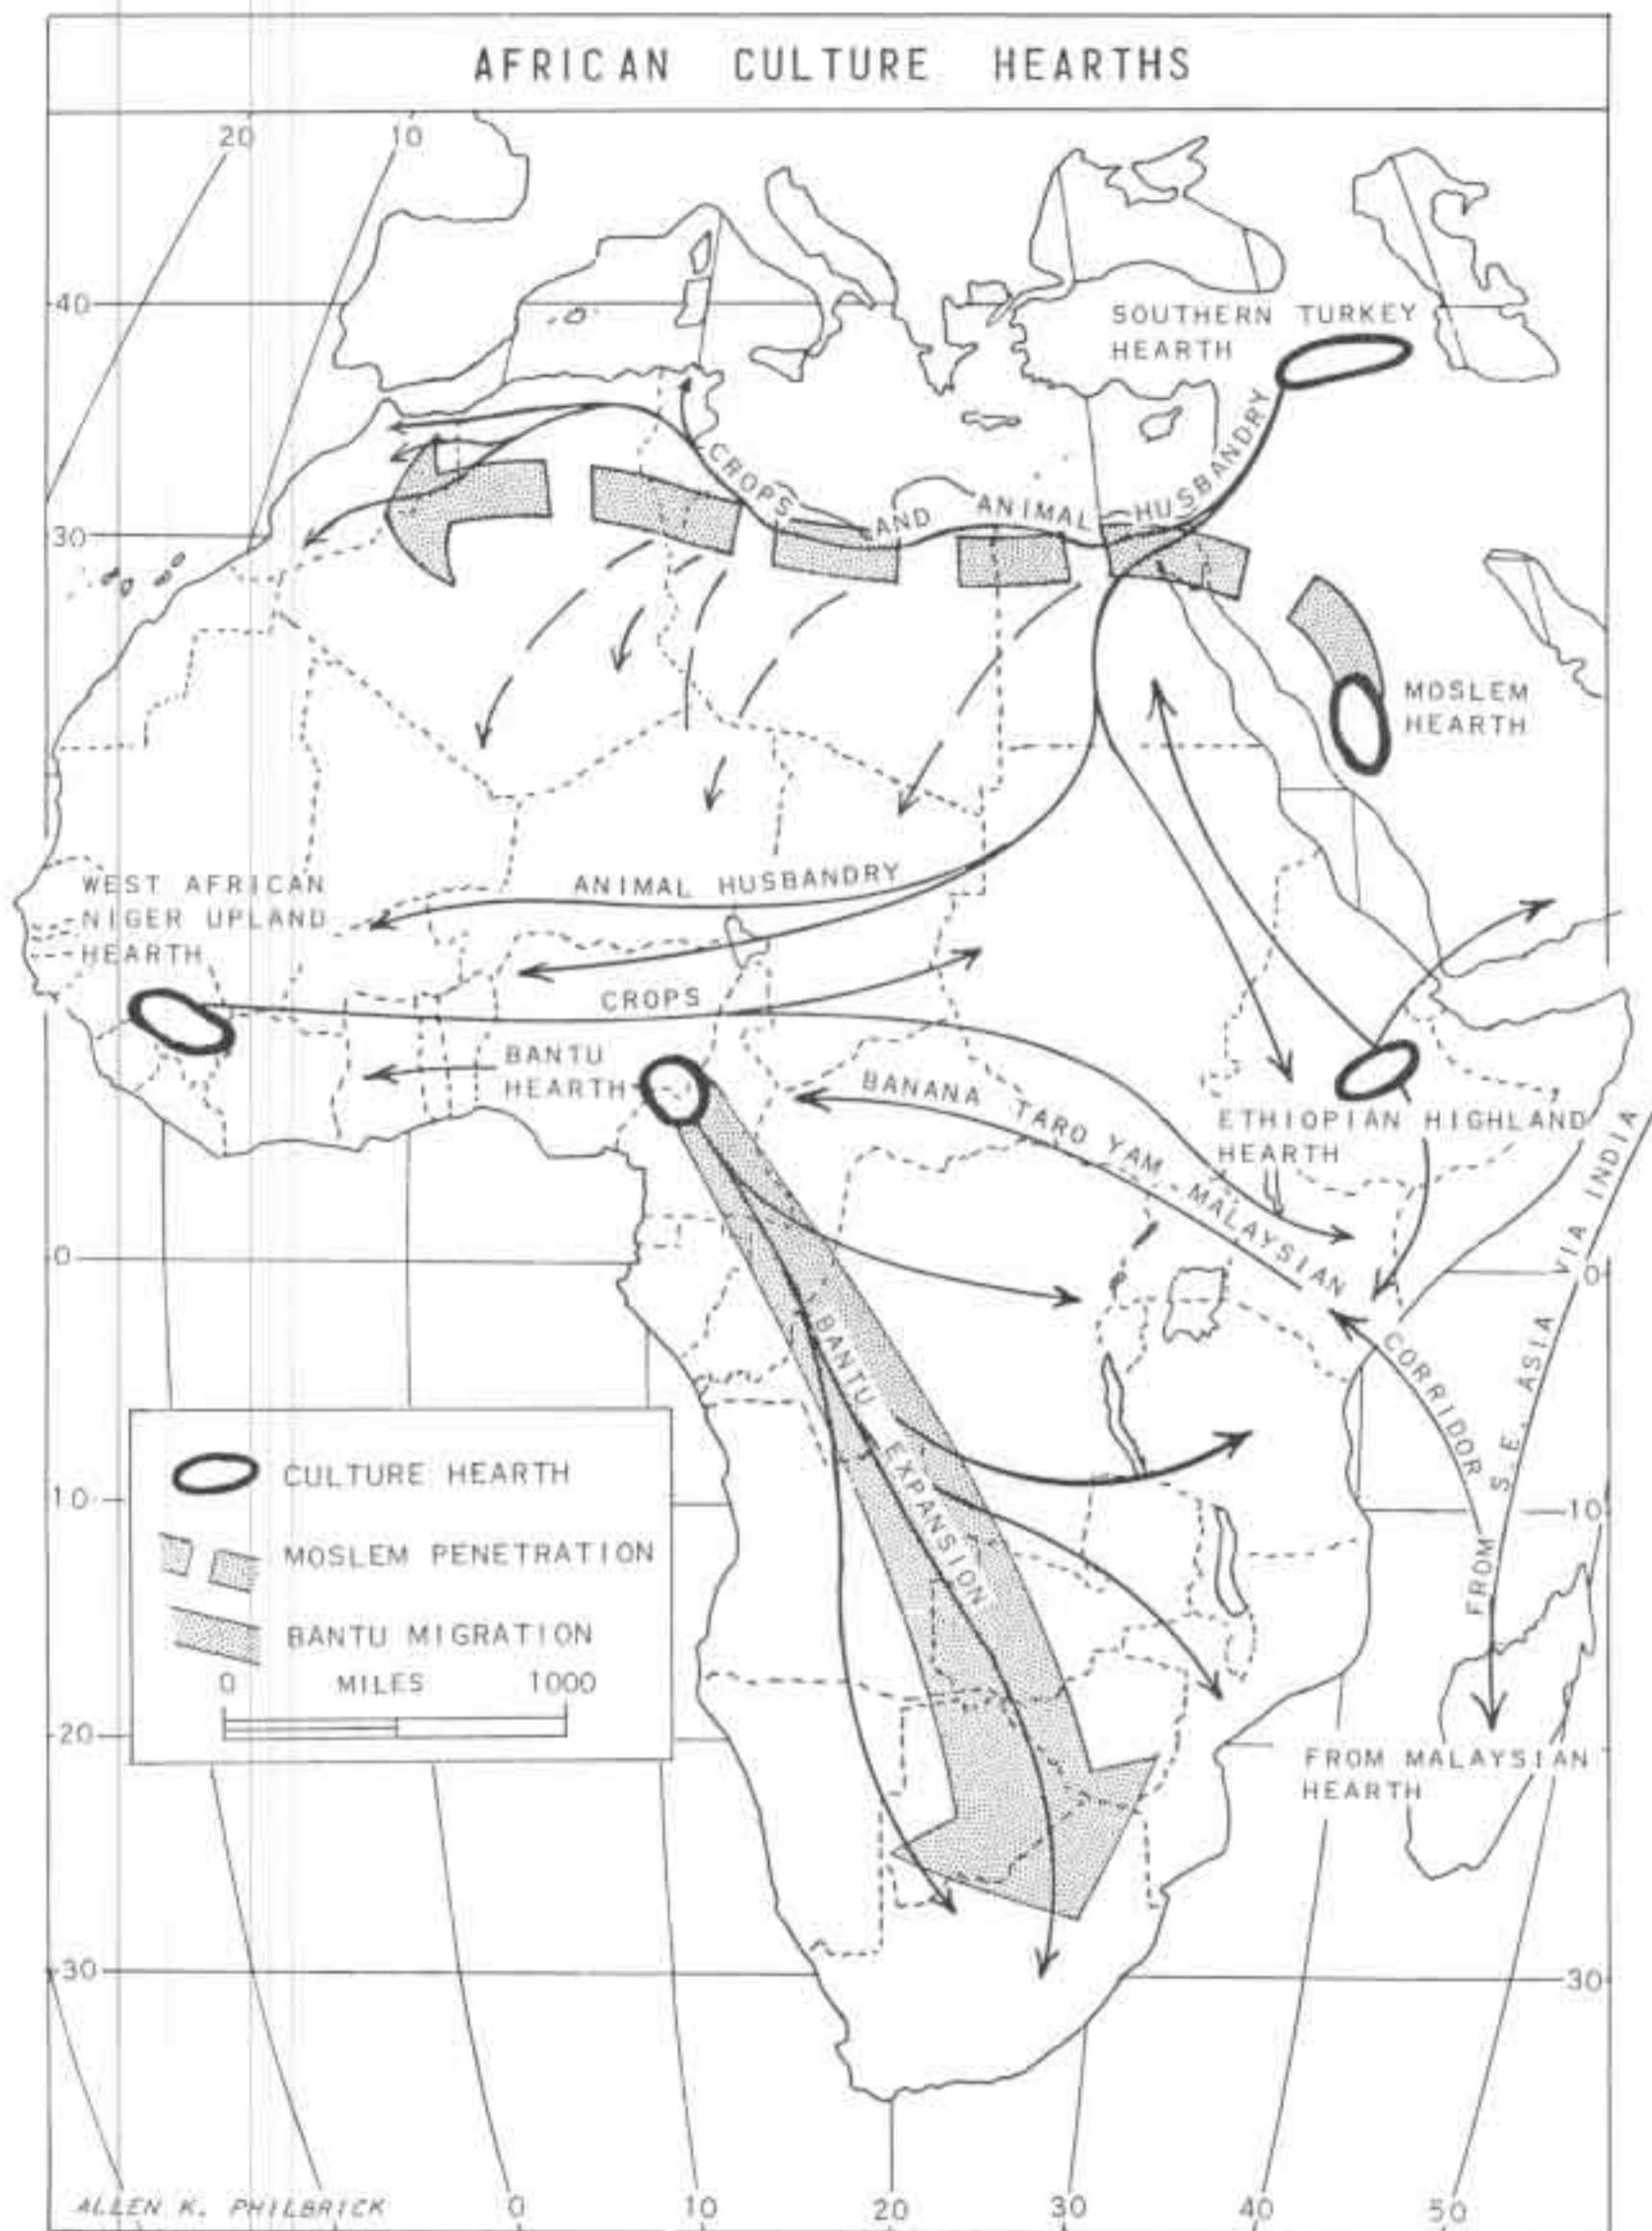 AFRICAN CULTURE HEARTHS
20
10
40
SOUTHERN TURKEY
HEARTH
30
CROPS AND ANIMAL HUSBANDRY
MOSLEM
HEARTH
WEST AFRICAN
NIGER UPLAND
HEARTH
ANIMAL HUSBANDRY
CROPS
BANTU
HEARTH
BANANA TARO YAM - MALAYSIAN CORRIDOR
ETHIOPIAN HIGHLAND
HEARTH
FROM S.E. ASIA VIA INDIA
0
0
BANTU EXPANSION
CULTURE HEARTH
MOSLEM PENETRATION
BANTU MIGRATION
0 MILES 1000
10
10
20
FROM MALAYSIAN
HEARTH
30
30
ALLEN K. PHILBRICK
0
10
20
30
40
50